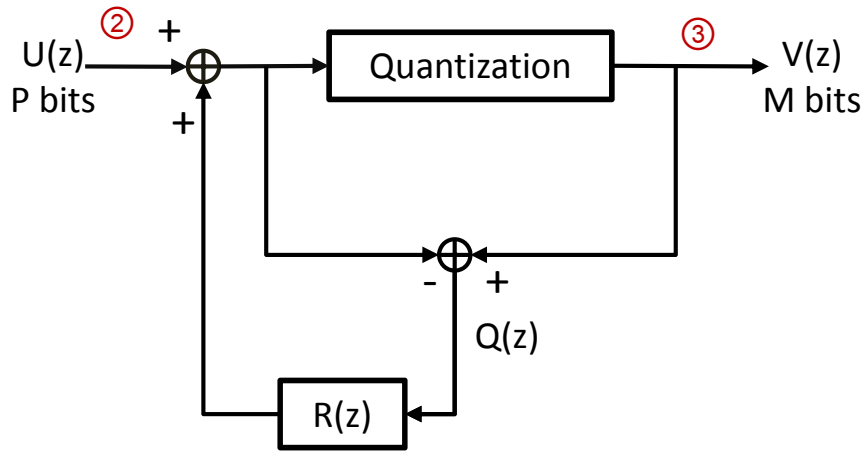 ② +
U(z)
P bits
+
Quantization
③
V(z)
M bits
- +
Q(z)
R(z)